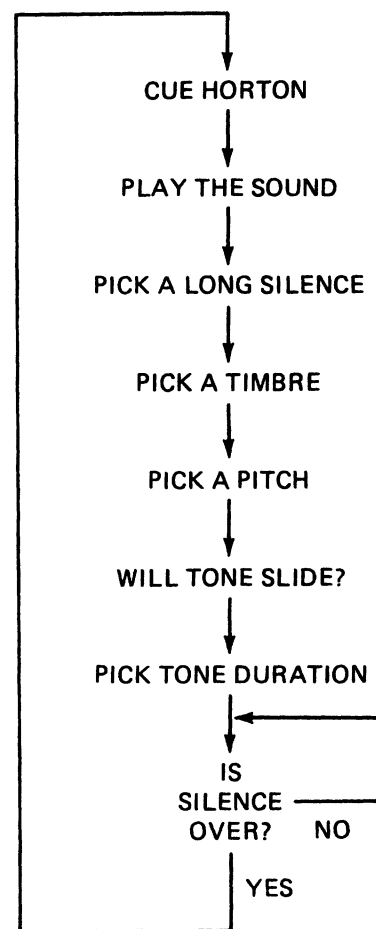 CUE HORTON
PLAY THE SOUND
PICK A LONG SILENCE
PICK A TIMBRE
PICK A PITCH
WILL TONE SLIDE?
PICK TONE DURATION
IS
SILENCE
OVER? NO
YES